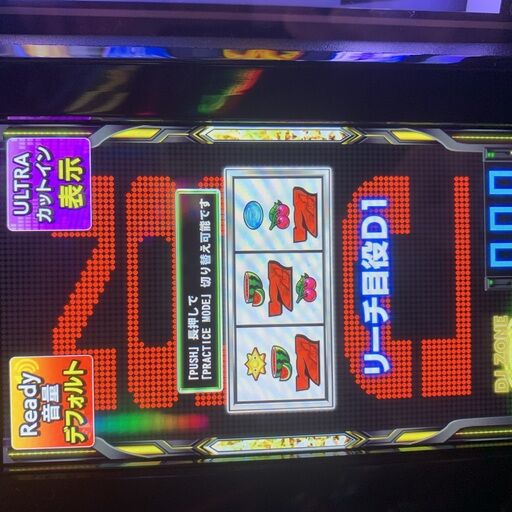 Ready
音量
デフォルト
ULTRA
カットイン
表示
「PUSH」長押しで
「PRACTICE MODE」切り替え可能です
リーチ目役D1
DJ ZONE